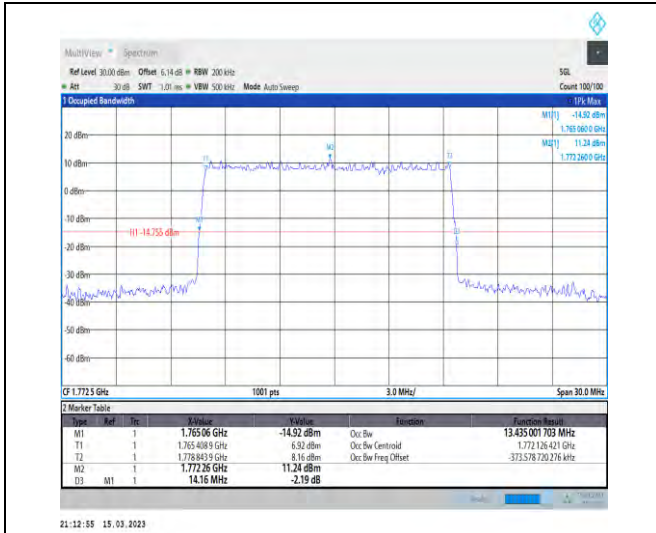 MultiView Spectrum
Ref Level 30.00 dBm Offset 6.14 dB RBW 200 kHz SGL
Att 30 dB SWT 1.01 ms VBW 500 kHz Mode Auto Sweep Count 100/100
1 Occupied Bandwidth 1Pk Max
M1[1] -14.92 dBm
1.765 060 0 GHz
M2[1] 11.24 dBm
1.772 260 0 GHz
20 dBm
M2
T1 T2
10 dBm
0 dBm
-10 dBm
M1
H1 -14.755 dBm D3
-20 dBm
-30 dBm
-40 dBm
-50 dBm
-60 dBm
CF 1.772 5 GHz 1001 pts 3.0 MHz/ Span 30.0 MHz
2 Marker Table
Type Ref Trc X-Value Y-Value Function Function Result
M1 1 1.765 06 GHz -14.92 dBm Occ Bw 13.435 001 703 MHz
T1 1 1.765 408 9 GHz 6.92 dBm Occ Bw Centroid 1.772 126 421 GHz
T2 1 1.778 843 9 GHz 8.16 dBm Occ Bw Freq Offset -373.578 720 276 kHz
M2 1 1.772 26 GHz 11.24 dBm
D3 M1 1 14.16 MHz -2.19 dB
21:12:55 15.03.2023